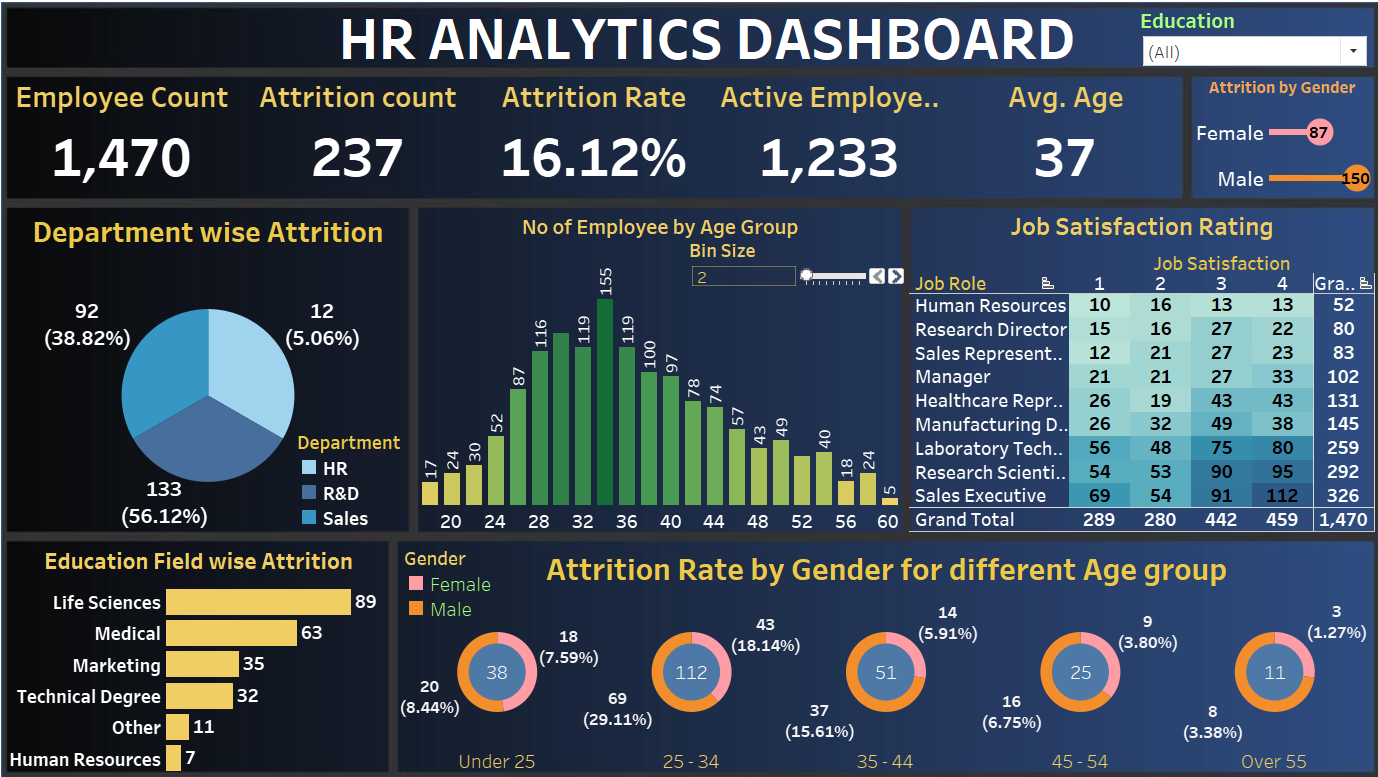 HR ANALYTICS DASHBOARD
Education
(All)
Employee Count Attrition count Attrition Rate Active Employe.. Avg. Age
1,470 237 16.12% 1,233 37
Attrition by Gender
Female 87
Male 150
Department wise Attrition
92
(38.82%)
12
(5.06%)
133
(56.12%)
Department
HR
R&D
Sales
No of Employee by Age Group
Bin Size
2
17 24 30 52 87 116 119 155 119 100 97 78 74 57 43 49 40 18 24 5
20 24 28 32 36 40 44 48 52 56 60
Job Satisfaction Rating
Job Satisfaction
Job Role 1 2 3 4 Gra..
Human Resources 10 16 13 13 52
Research Director 15 16 27 22 80
Sales Represent.. 12 21 27 23 83
Manager 21 21 27 33 102
Healthcare Repr.. 26 19 43 43 131
Manufacturing D.. 26 32 49 38 145
Laboratory Tech.. 56 48 75 80 259
Research Scienti.. 54 53 90 95 292
Sales Executive 69 54 91 112 326
Grand Total 289 280 442 459 1,470
Education Field wise Attrition
Life Sciences 89
Medical 63
Marketing 35
Technical Degree 32
Other 11
Human Resources 7
Gender
Female
Male
Attrition Rate by Gender for different Age group
18
(7.59%)
38
20
(8.44%)
Under 25
43
(18.14%)
112
69
(29.11%)
25 - 34
14
(5.91%)
51
37
(15.61%)
35 - 44
9
(3.80%)
25
16
(6.75%)
45 - 54
3
(1.27%)
11
8
(3.38%)
Over 55